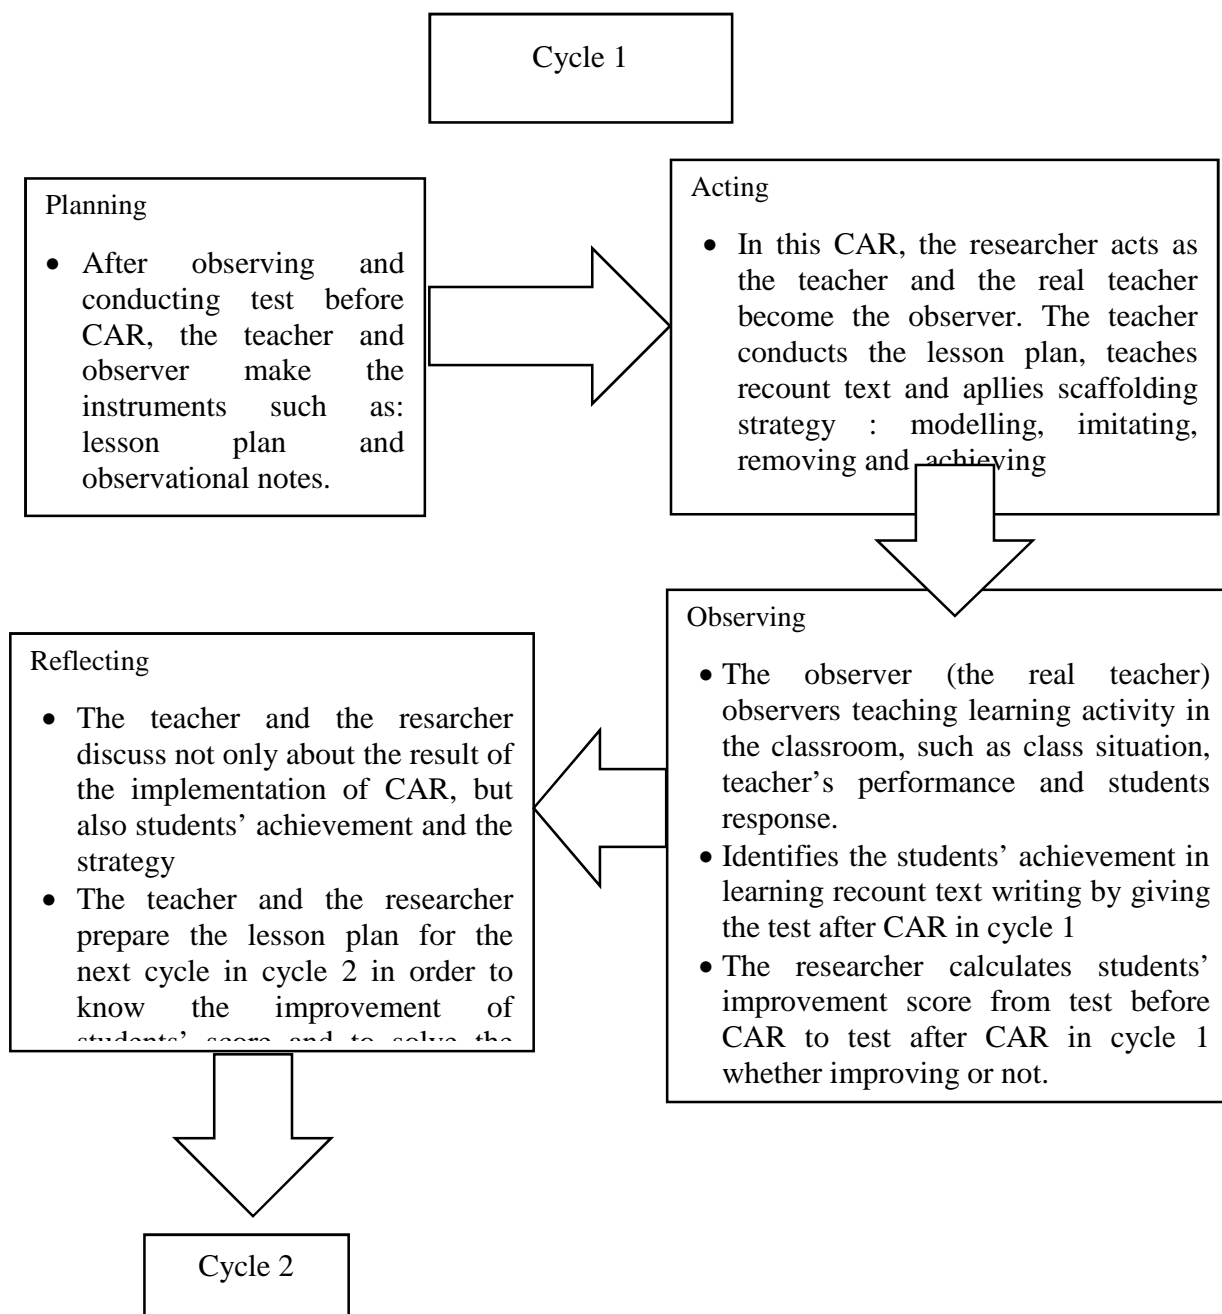 Cycle 1
Planning
• After observing and
conducting test before
CAR, the teacher and
observer make the
instruments such as:
lesson plan and
observational notes.
Acting
• In this CAR, the researcher acts as
the teacher and the real teacher
become the observer. The teacher
conducts the lesson plan, teaches
recount text and apllies scaffolding
strategy : modelling, imitating,
removing and achieving
Observing
• The observer (the real teacher)
observers teaching learning activity in
the classroom, such as class situation,
teacher’s performance and students
response.
• Identifies the students’ achievement in
learning recount text writing by giving
the test after CAR in cycle 1
• The researcher calculates students’
improvement score from test before
CAR to test after CAR in cycle 1
whether improving or not.
Reflecting
• The teacher and the resarcher
discuss not only about the result of
the implementation of CAR, but
also students’ achievement and the
strategy
• The teacher and the researcher
prepare the lesson plan for the
next cycle in cycle 2 in order to
know the improvement of
students’ score and to solve the
Cycle 2